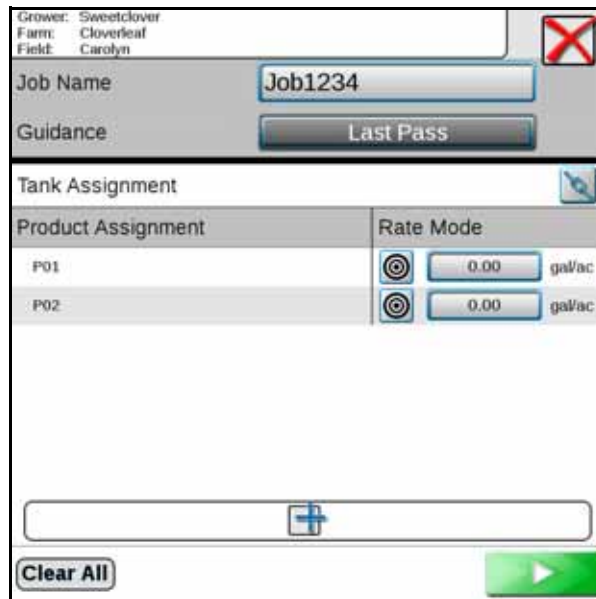 Grower: Sweetclover
Farm: Cloverleaf
Field: Carolyn
Job Name Job1234
Guidance Last Pass
Tank Assignment
Product Assignment Rate Mode
P01 0.00 gal/ac
P02 0.00 gal/ac
Clear All